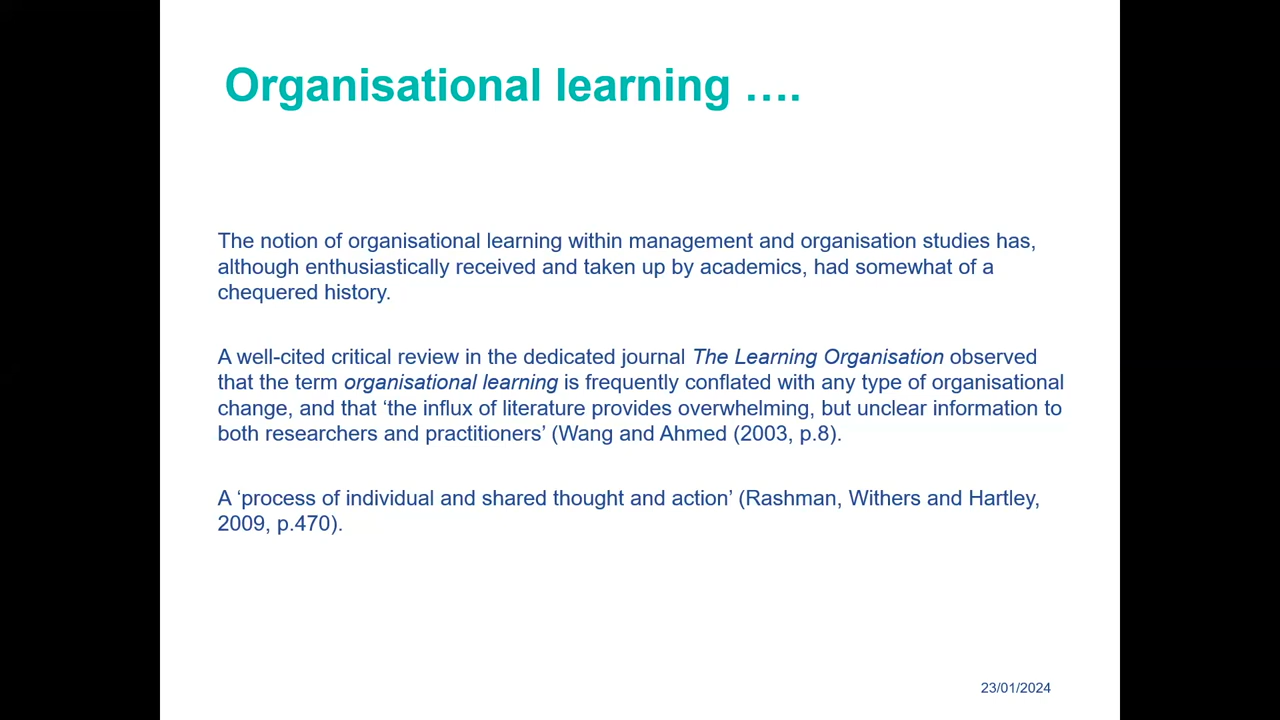 Organisational learning ….
The notion of organisational learning within management and organisation studies has,
although enthusiastically received and taken up by academics, had somewhat of a
chequered history.
A well-cited critical review in the dedicated journal The Learning Organisation observed
that the term organisational learning is frequently conflated with any type of organisational
change, and that ‘the influx of literature provides overwhelming, but unclear information to
both researchers and practitioners’ (Wang and Ahmed (2003, p.8).
A ‘process of individual and shared thought and action’ (Rashman, Withers and Hartley,
2009, p.470).
23/01/2024